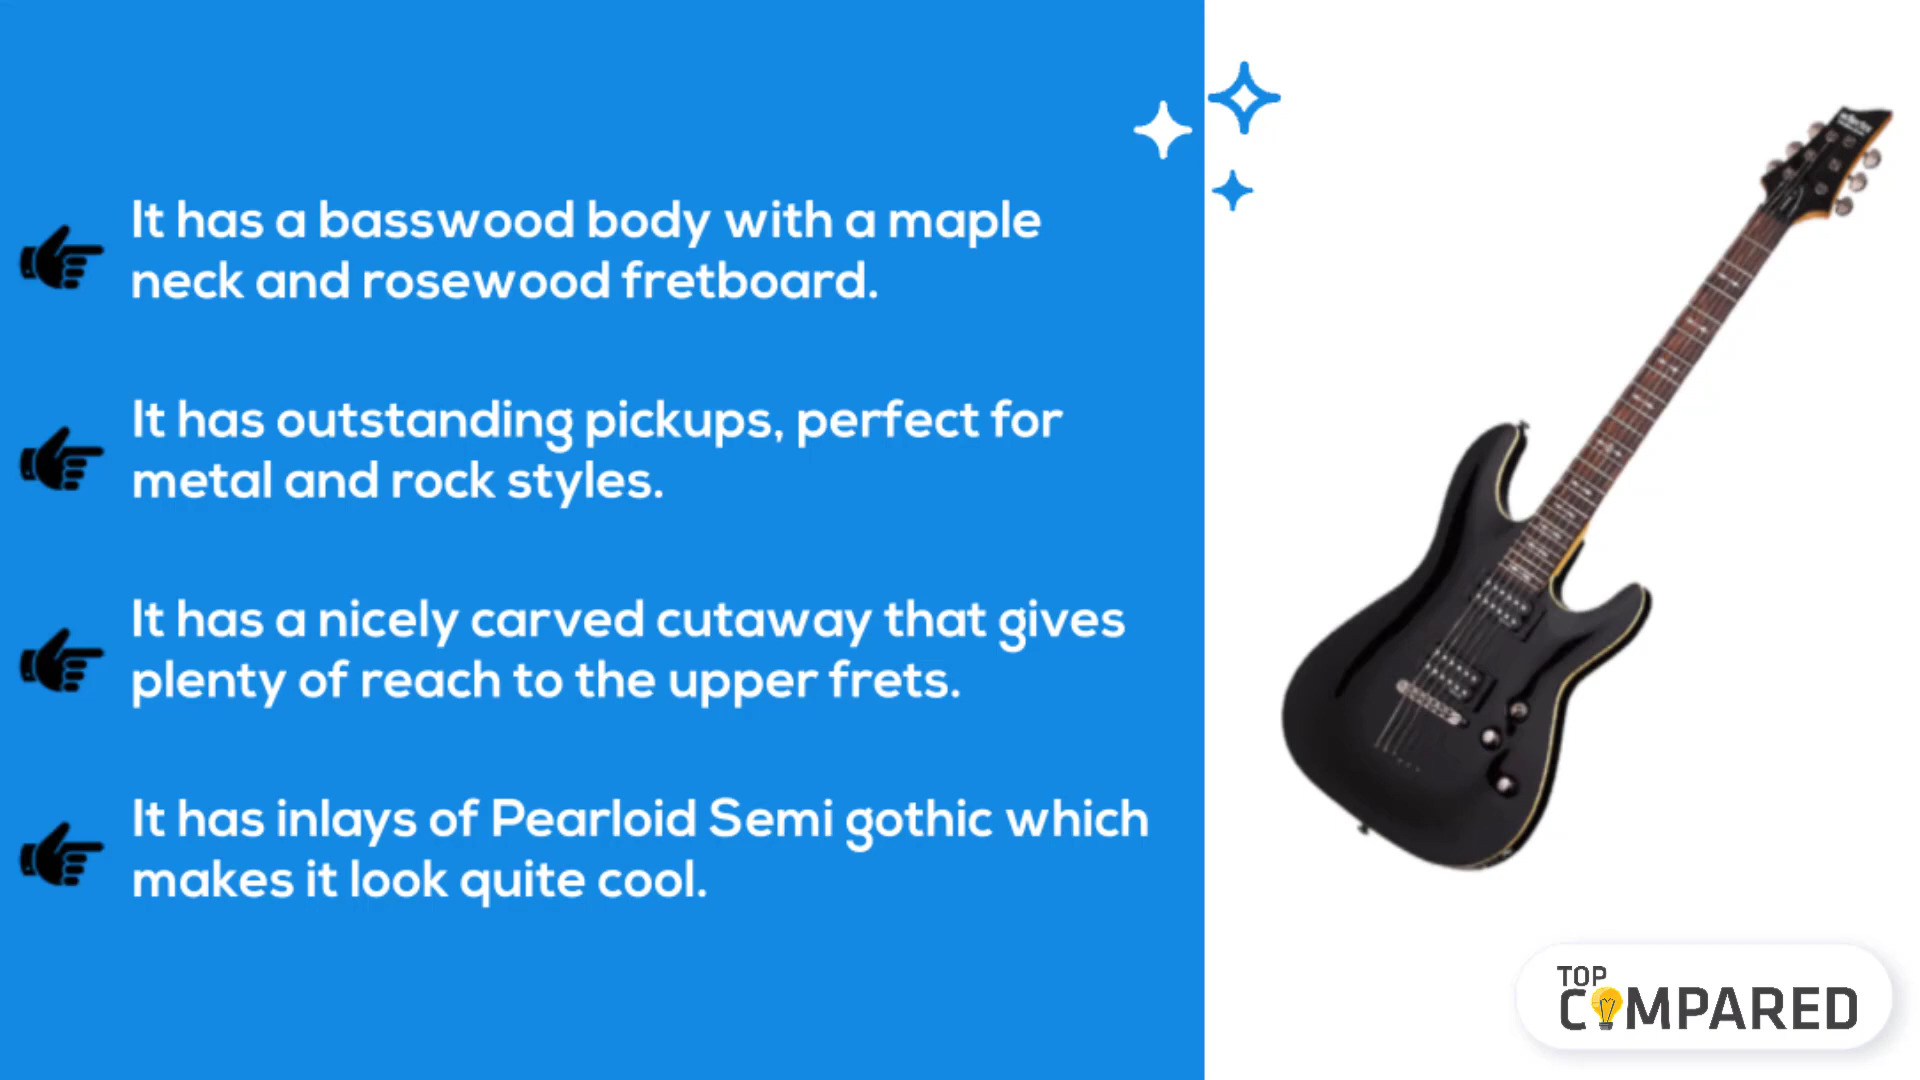 It has a basswood body with a maple
neck and rosewood fretboard.
It has outstanding pickups, perfect for
metal and rock styles.
It has a nicely carved cutaway that gives
plenty of reach to the upper frets.
It has inlays of Pearloid Semi gothic which
makes it look quite cool.
TOP
COMPARED